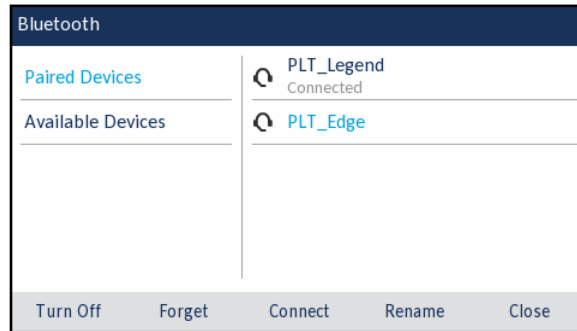 Bluetooth
Paired Devices
Available Devices
PLT_Legend
Connected
PLT_Edge
Turn Off Forget Connect Rename Close